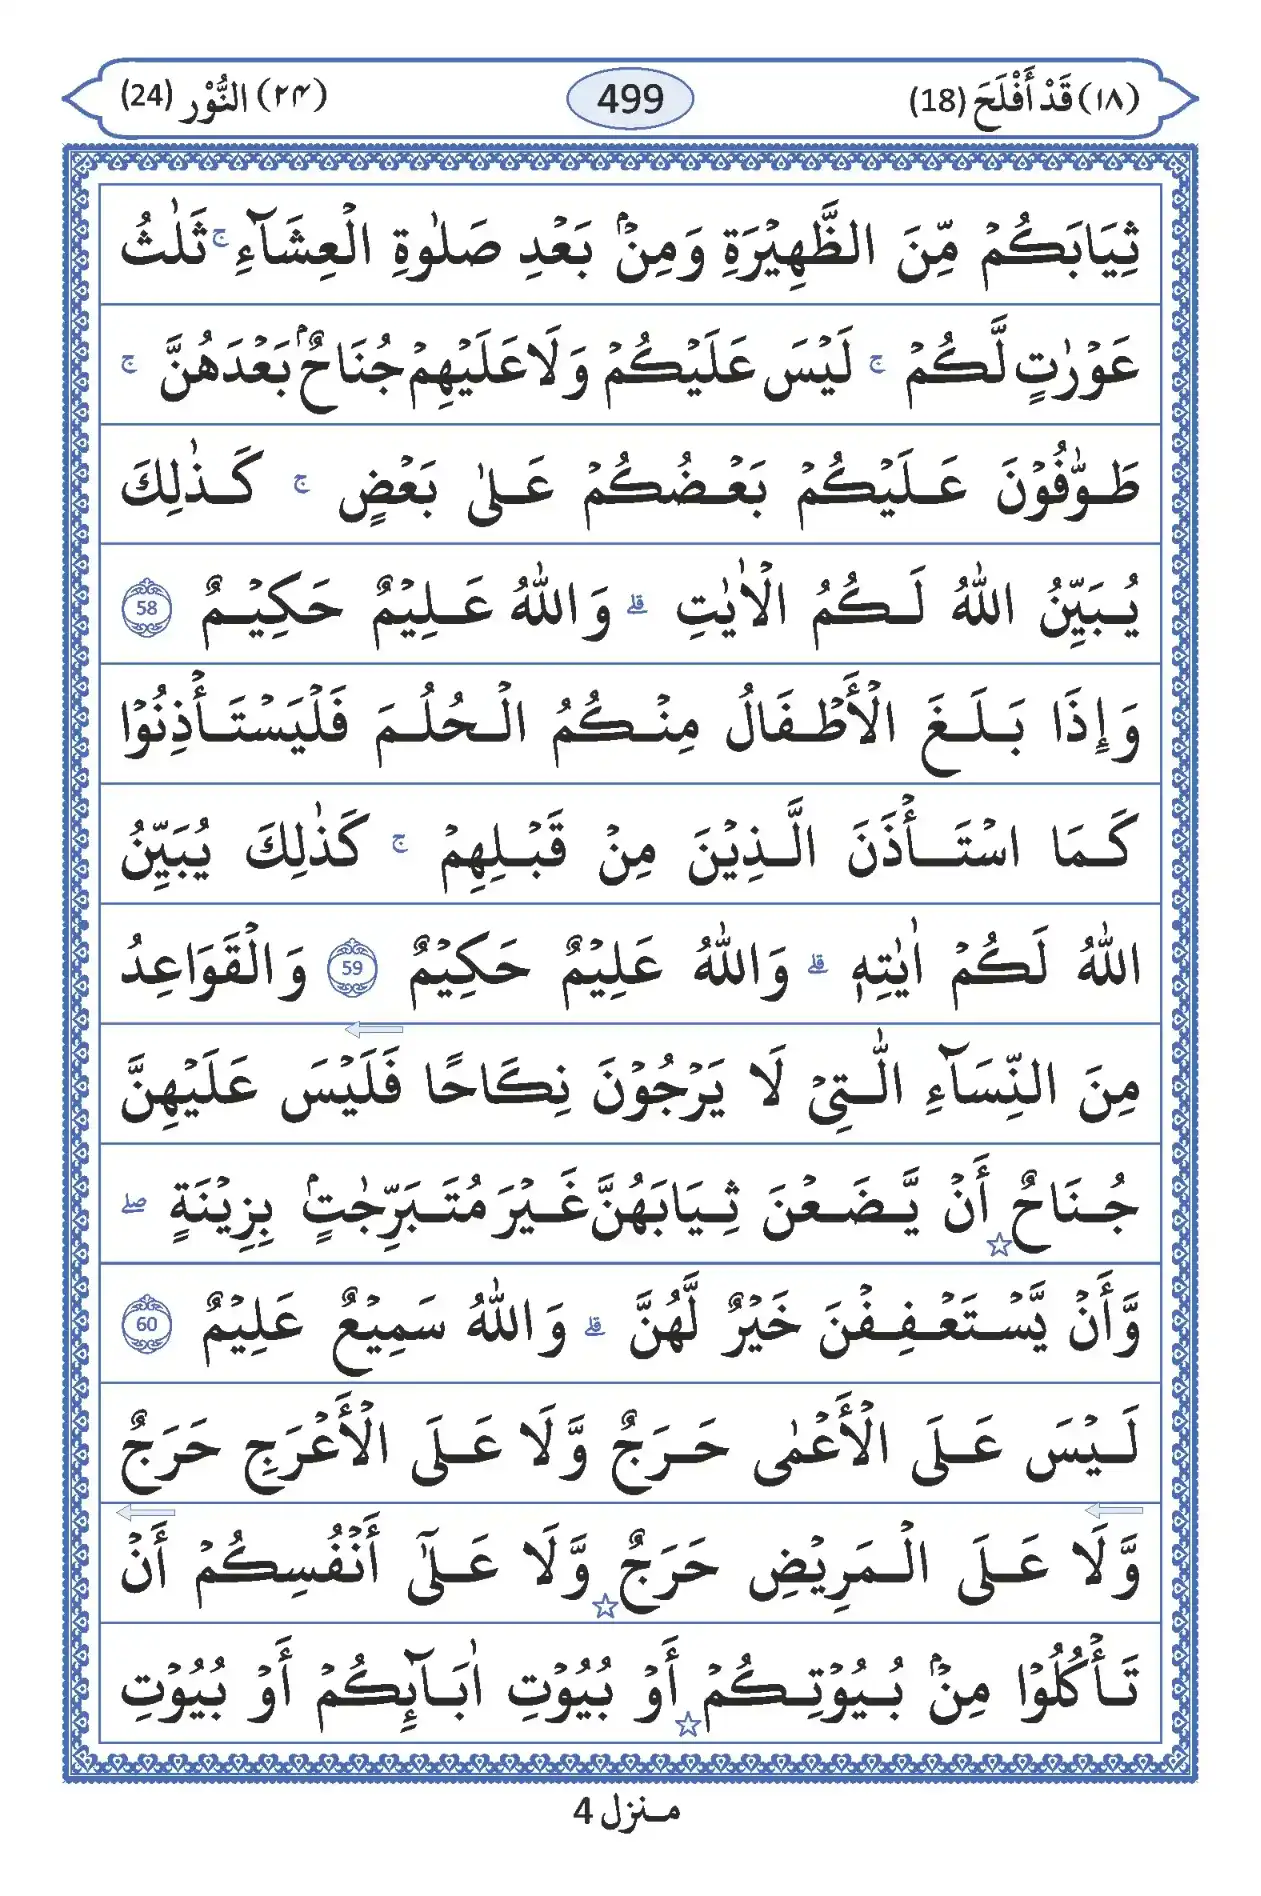 (۱۸) قَدْ أَفْلَحَ (18) 499 (۲۴) النُّوْر (24)
ثِيَابَكُمْ مِّنَ الظَّهِيْرَةِ وَمِنْۢ بَعْدِ صَلٰوةِ الْعِشَآءِ ۚ ثَلٰثُ
عَوْرٰتٍ لَّكُمْ ۚ لَيْسَ عَلَيْكُمْ وَلَا عَلَيْهِمْ جُنَاحٌۢ بَعْدَهُنَّ ۚ
طَوّٰفُوْنَ عَلَيْكُمْ بَعْضُكُمْ عَلٰى بَعْضٍ ۚ كَذٰلِكَ
يُبَيِّنُ اللّٰهُ لَكُمُ الْاٰيٰتِ ۗ وَاللّٰهُ عَلِيْمٌ حَكِيْمٌ 58
وَإِذَا بَلَغَ الْأَطْفَالُ مِنْكُمُ الْحُلُمَ فَلْيَسْتَأْذِنُوْا
كَمَا اسْتَأْذَنَ الَّذِيْنَ مِنْ قَبْلِهِمْ ۚ كَذٰلِكَ يُبَيِّنُ
اللّٰهُ لَكُمْ اٰيٰتِهٖ ۗ وَاللّٰهُ عَلِيْمٌ حَكِيْمٌ 59 وَالْقَوَاعِدُ
مِنَ النِّسَآءِ الّٰتِيْ لَا يَرْجُوْنَ نِكَاحًا فَلَيْسَ عَلَيْهِنَّ
جُنَاحٌ أَنْ يَّضَعْنَ ثِيَابَهُنَّ غَيْرَ مُتَبَرِّجٰتٍۢ بِزِيْنَةٍ ۖ
وَّأَنْ يَّسْتَعْفِفْنَ خَيْرٌ لَّهُنَّ ۗ وَاللّٰهُ سَمِيْعٌ عَلِيْمٌ 60
لَيْسَ عَلَى الْأَعْمٰى حَرَجٌ وَّلَا عَلَى الْأَعْرَجِ حَرَجٌ
وَّلَا عَلَى الْمَرِيْضِ حَرَجٌ وَّلَا عَلٰٓى أَنْفُسِكُمْ أَنْ
تَأْكُلُوْا مِنْۢ بُيُوْتِكُمْ أَوْ بُيُوْتِ اٰبَآئِكُمْ أَوْ بُيُوْتِ
منزل 4